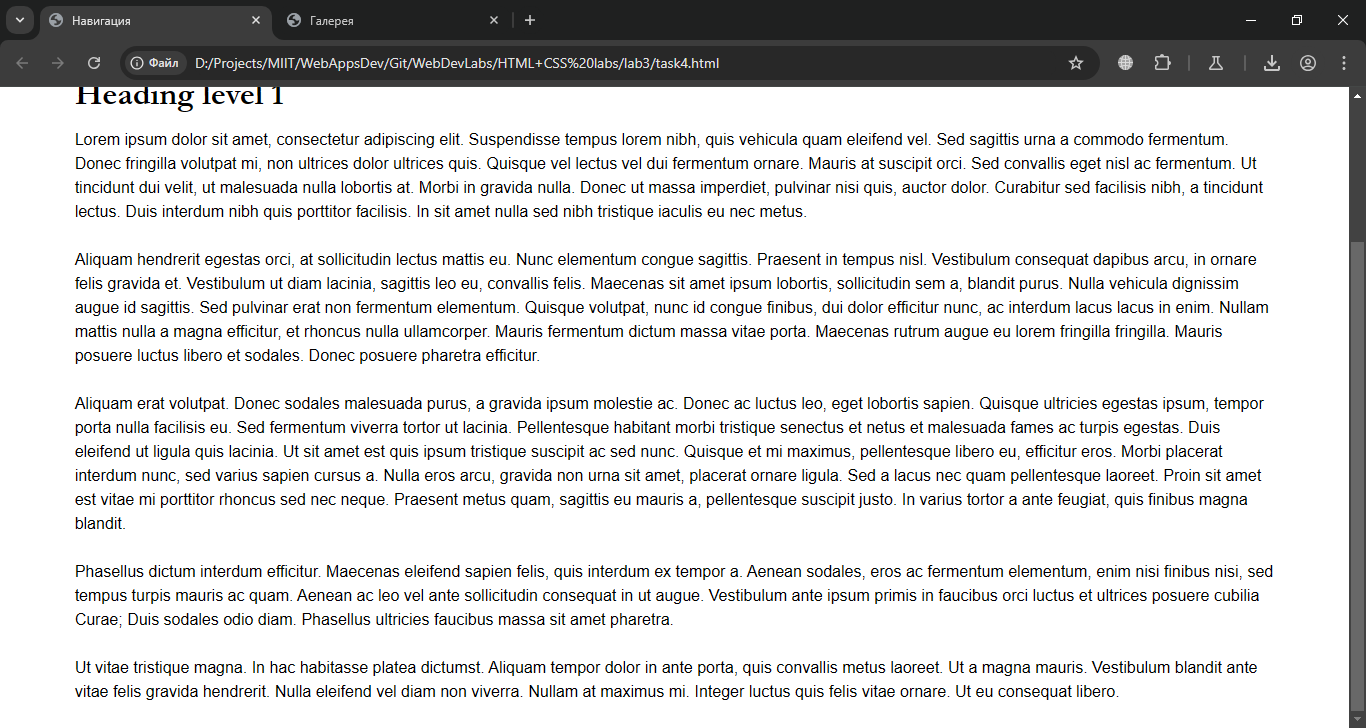 Навигация
Галерея
Файл
D:/Projects/MIIT/WebAppsDev/Git/WebDevLabs/HTML+CSS%20labs/lab3/task4.html
Heading level 1
Lorem ipsum dolor sit amet, consectetur adipiscing elit. Suspendisse tempus lorem nibh, quis vehicula quam eleifend vel. Sed sagittis urna a commodo fermentum.
Donec fringilla volutpat mi, non ultrices dolor ultrices quis. Quisque vel lectus vel dui fermentum ornare. Mauris at suscipit orci. Sed convallis eget nisl ac fermentum. Ut
tincidunt dui velit, ut malesuada nulla lobortis at. Morbi in gravida nulla. Donec ut massa imperdiet, pulvinar nisi quis, auctor dolor. Curabitur sed facilisis nibh, a tincidunt
lectus. Duis interdum nibh quis porttitor facilisis. In sit amet nulla sed nibh tristique iaculis eu nec metus.
Aliquam hendrerit egestas orci, at sollicitudin lectus mattis eu. Nunc elementum congue sagittis. Praesent in tempus nisl. Vestibulum consequat dapibus arcu, in ornare
felis gravida et. Vestibulum ut diam lacinia, sagittis leo eu, convallis felis. Maecenas sit amet ipsum lobortis, sollicitudin sem a, blandit purus. Nulla vehicula dignissim
augue id sagittis. Sed pulvinar erat non fermentum elementum. Quisque volutpat, nunc id congue finibus, dui dolor efficitur nunc, ac interdum lacus lacus in enim. Nullam
mattis nulla a magna efficitur, et rhoncus nulla ullamcorper. Mauris fermentum dictum massa vitae porta. Maecenas rutrum augue eu lorem fringilla fringilla. Mauris
posuere luctus libero et sodales. Donec posuere pharetra efficitur.
Aliquam erat volutpat. Donec sodales malesuada purus, a gravida ipsum molestie ac. Donec ac luctus leo, eget lobortis sapien. Quisque ultricies egestas ipsum, tempor
porta nulla facilisis eu. Sed fermentum viverra tortor ut lacinia. Pellentesque habitant morbi tristique senectus et netus et malesuada fames ac turpis egestas. Duis
eleifend ut ligula quis lacinia. Ut sit amet est quis ipsum tristique suscipit ac sed nunc. Quisque et mi maximus, pellentesque libero eu, efficitur eros. Morbi placerat
interdum nunc, sed varius sapien cursus a. Nulla eros arcu, gravida non urna sit amet, placerat ornare ligula. Sed a lacus nec quam pellentesque laoreet. Proin sit amet
est vitae mi porttitor rhoncus sed nec neque. Praesent metus quam, sagittis eu mauris a, pellentesque suscipit justo. In varius tortor a ante feugiat, quis finibus magna
blandit.
Phasellus dictum interdum efficitur. Maecenas eleifend sapien felis, quis interdum ex tempor a. Aenean sodales, eros ac fermentum elementum, enim nisi finibus nisi, sed
tempus turpis mauris ac quam. Aenean ac leo vel ante sollicitudin consequat in ut augue. Vestibulum ante ipsum primis in faucibus orci luctus et ultrices posuere cubilia
Curae; Duis sodales odio diam. Phasellus ultricies faucibus massa sit amet pharetra.
Ut vitae tristique magna. In hac habitasse platea dictumst. Aliquam tempor dolor in ante porta, quis convallis metus laoreet. Ut a magna mauris. Vestibulum blandit ante
vitae felis gravida hendrerit. Nulla eleifend vel diam non viverra. Nullam at maximus mi. Integer luctus quis felis vitae ornare. Ut eu consequat libero.